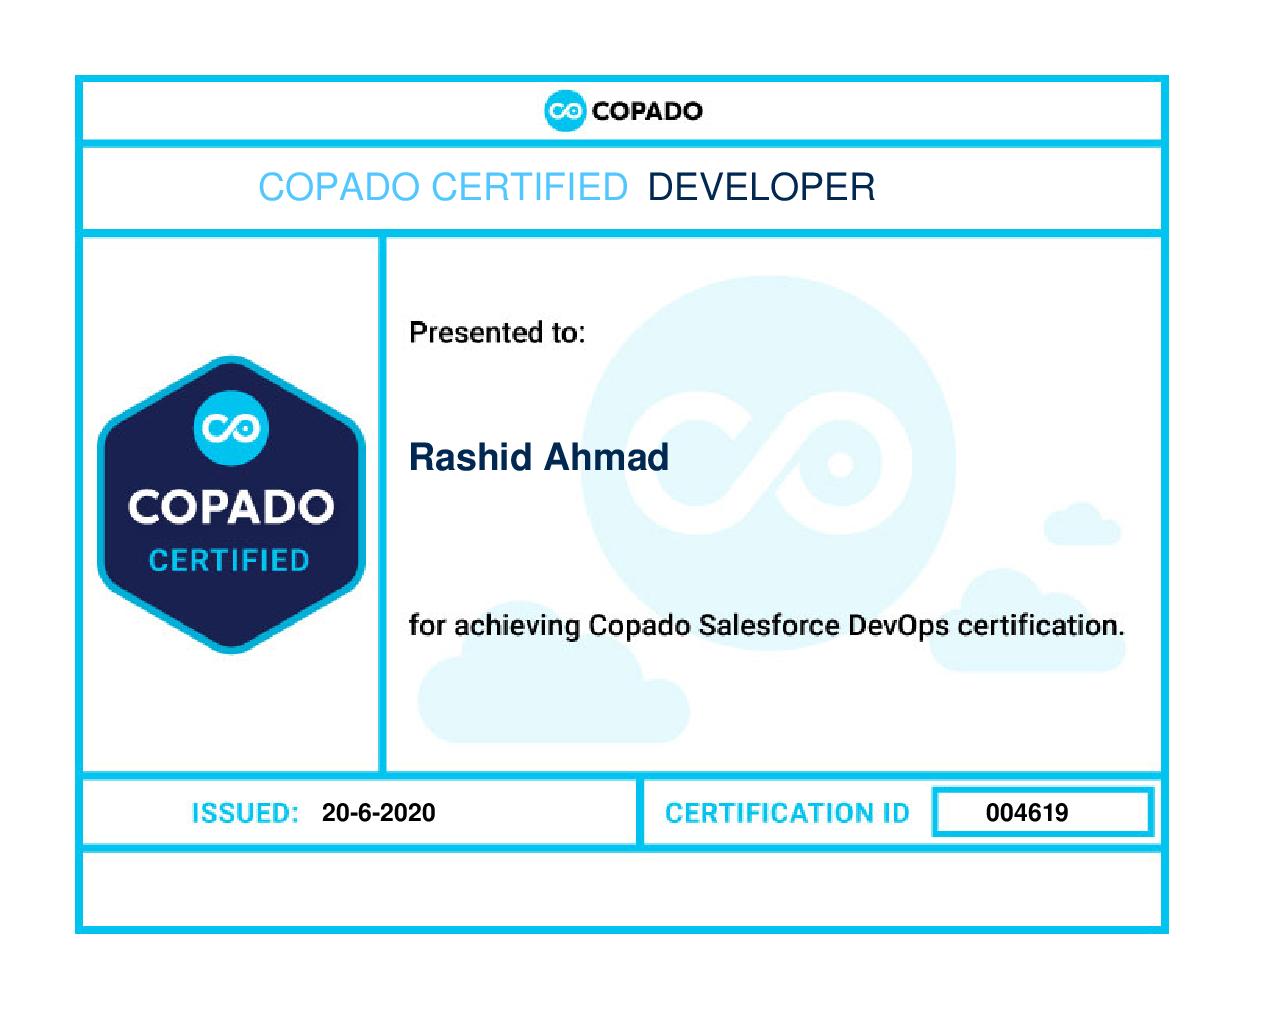 COPADO
COPADO CERTIFIED DEVELOPER
Presented to:
Rashid Ahmad
COPADO
CERTIFIED
for achieving Copado Salesforce DevOps certification.
ISSUED: 20-6-2020
CERTIFICATION ID 004619